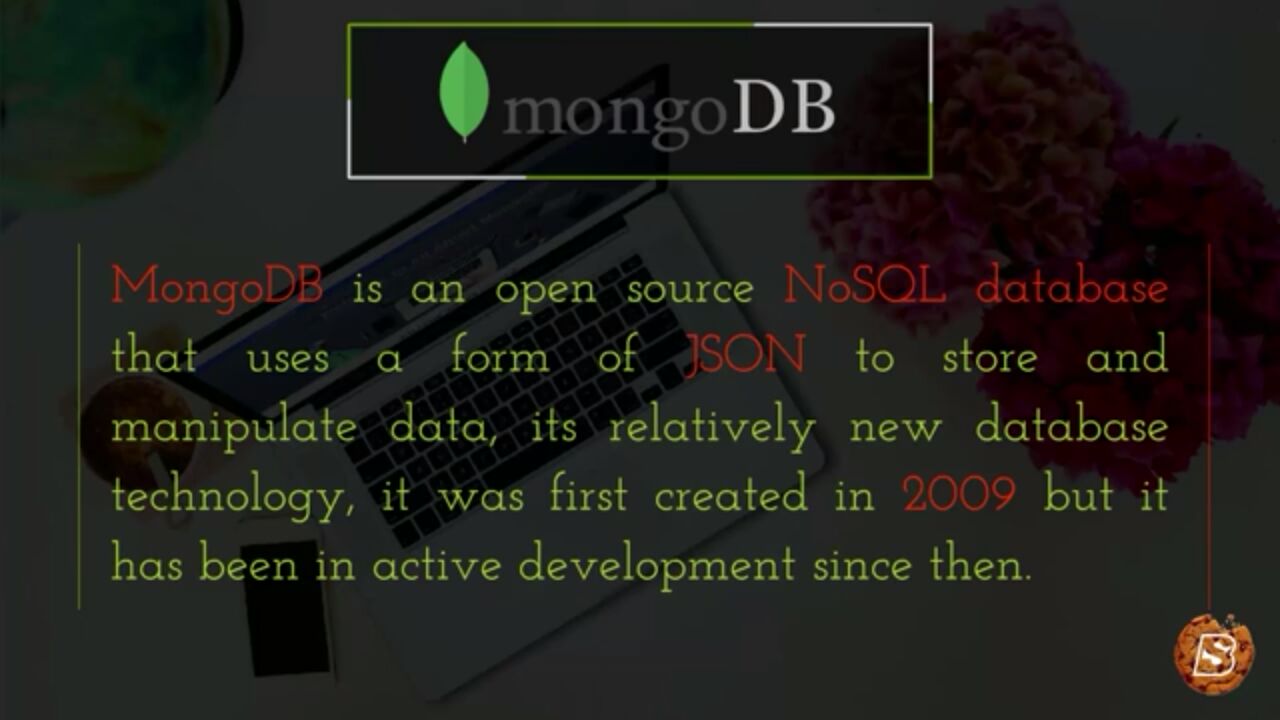 mongoDB
MongoDB is an open source NoSQL database
that uses a form of JSON to store and
manipulate data, its relatively new database
technology, it was first created in 2009 but it
has been in active development since then.
B